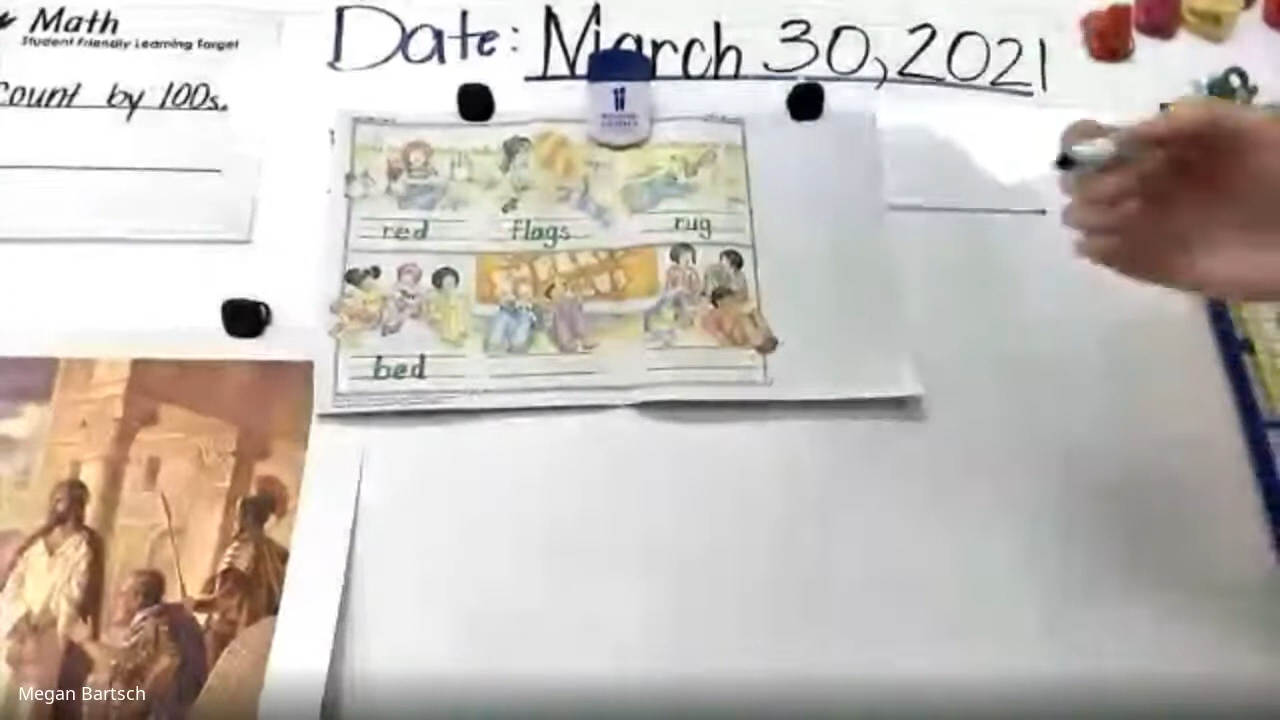 Math
Student Friendly Learning Target
Count by 100s.
Date: March 30, 2021
red flags rug
bed
Megan Bartsch